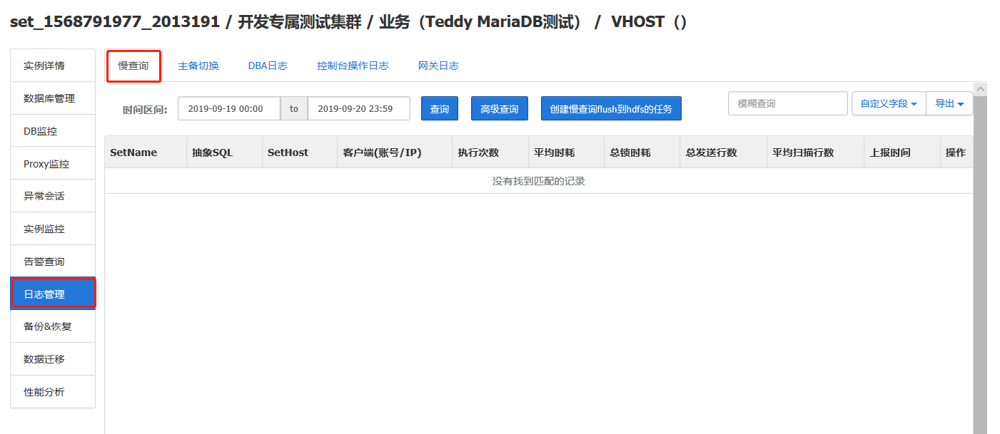 set_1568791977_2013191 / 开发专属测试集群 / 业务（Teddy MariaDB测试） / VHOST（）
实例详情
数据库管理
DB监控
Proxy监控
异常会话
实例监控
告警查询
日志管理
备份&恢复
数据迁移
性能分析
慢查询 主备切换 DBA日志 控制台操作日志 网关日志
时间区间: 2019-09-19 00:00 to 2019-09-20 23:59 查询 高级查询 创建慢查询flush到hdfs的任务 模糊查询 自定义字段 导出
SetName 抽象SQL SetHost 客户端(账号/IP) 执行次数 平均时耗 总锁时耗 总发送行数 平均扫描行数 上报时间 操作
没有找到匹配的记录